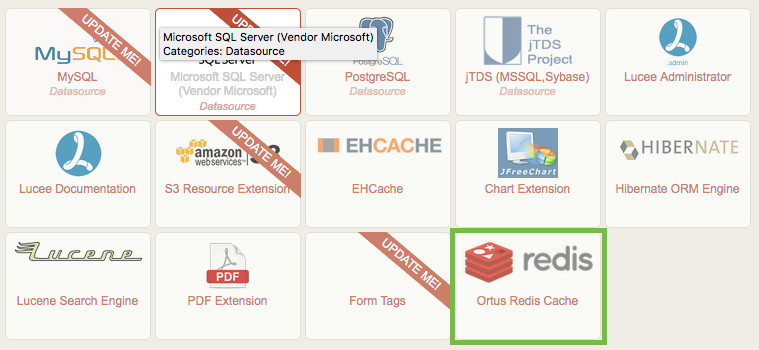 UPDATE ME!
MySQL
MySQL
Datasource
Microsoft SQL Server (Vendor Microsoft)
Categories: Datasource
SQL Server
Microsoft SQL Server
(Vendor Microsoft)
Datasource
PostgreSQL
PostgreSQL
Datasource
The
jTDS
Project
jTDS (MSSQL,Sybase)
Datasource
admin
Lucee Administrator
Lucee Documentation
UPDATE ME!
amazon
webservices™
S3 Resource Extension
EHCACHE
EHCache
JFreeChart
Chart Extension
HIBERNATE
Hibernate ORM Engine
Lucene
Lucene Search Engine
PDF
PDF Extension
UPDATE ME!
Form Tags
redis
Ortus Redis Cache